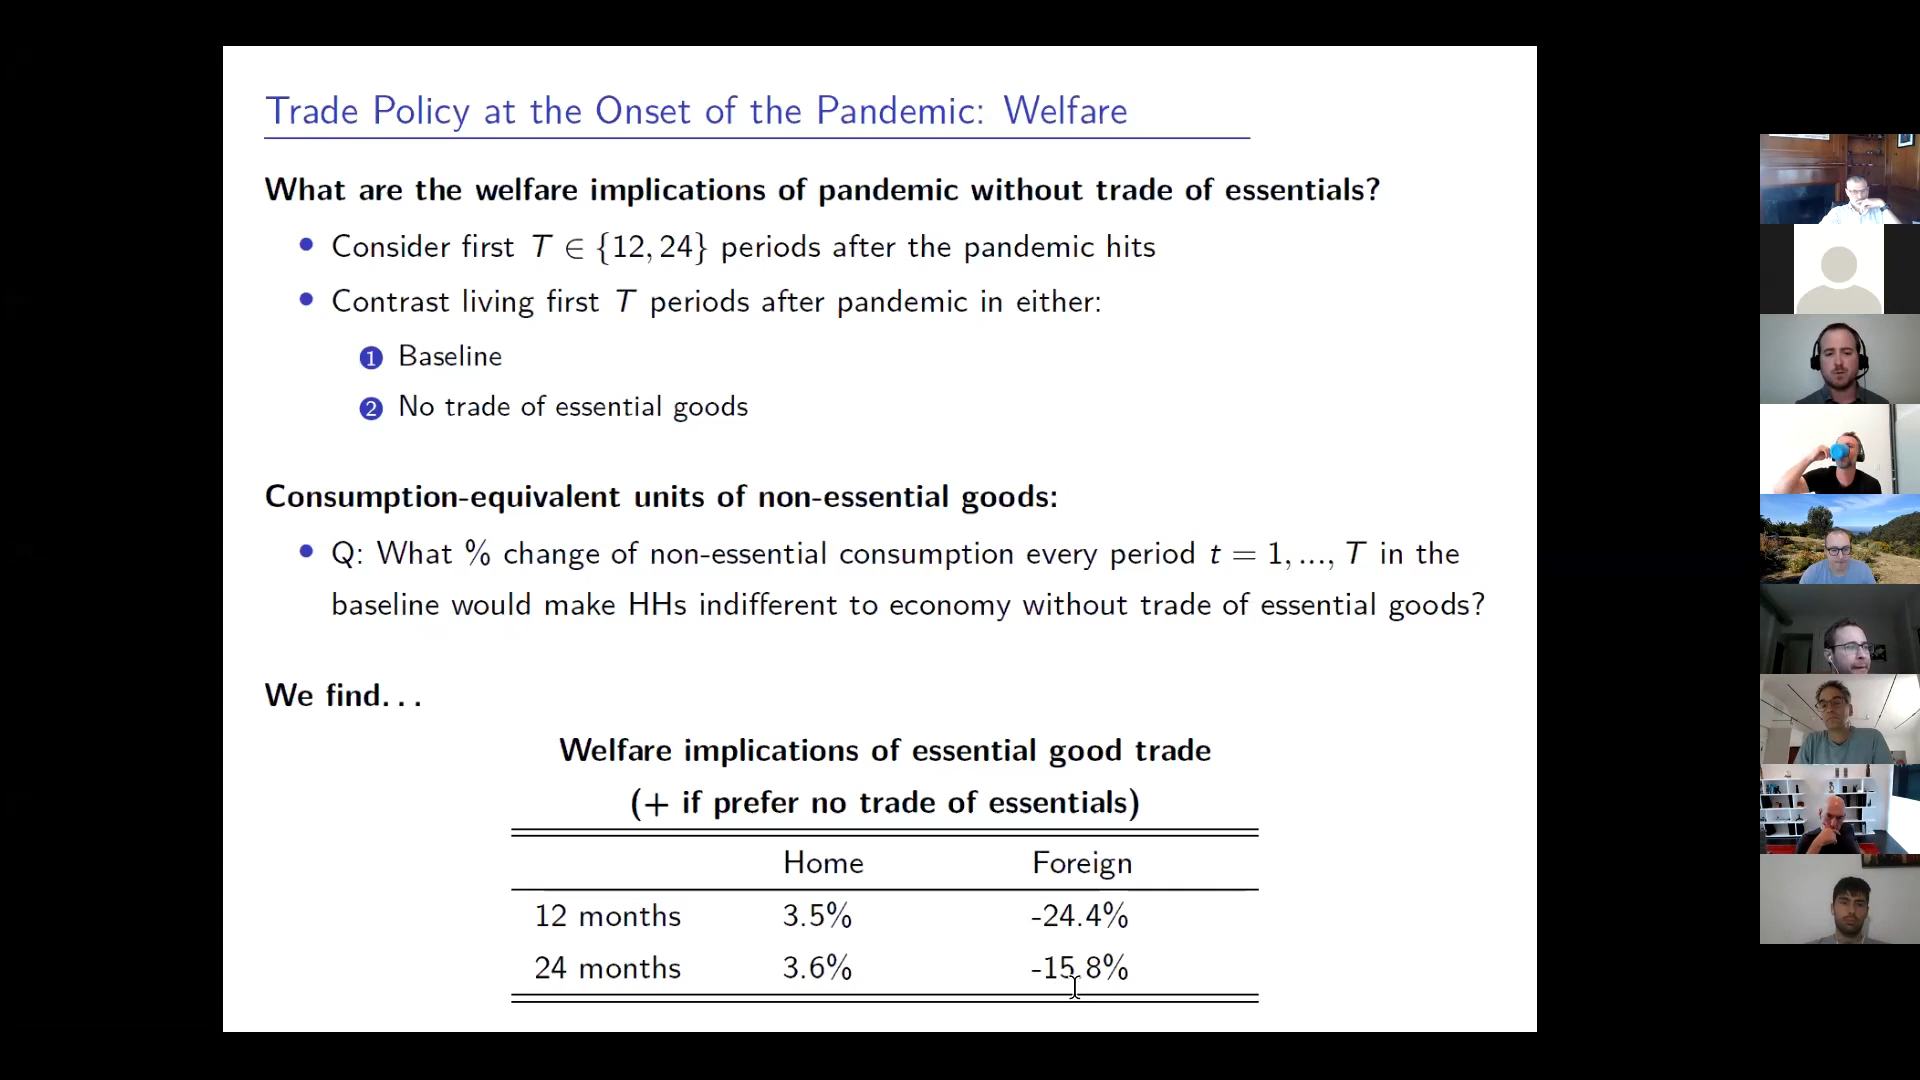 Trade Policy at the Onset of the Pandemic: Welfare
What are the welfare implications of pandemic without trade of essentials?
• Consider first T ∈ {12, 24} periods after the pandemic hits
• Contrast living first T periods after pandemic in either:
1 Baseline
2 No trade of essential goods
Consumption-equivalent units of non-essential goods:
• Q: What % change of non-essential consumption every period t = 1, ..., T in the
baseline would make HHs indifferent to economy without trade of essential goods?
We find...
Welfare implications of essential good trade
(+ if prefer no trade of essentials)
Home Foreign
12 months 3.5% -24.4%
24 months 3.6% -15.8%